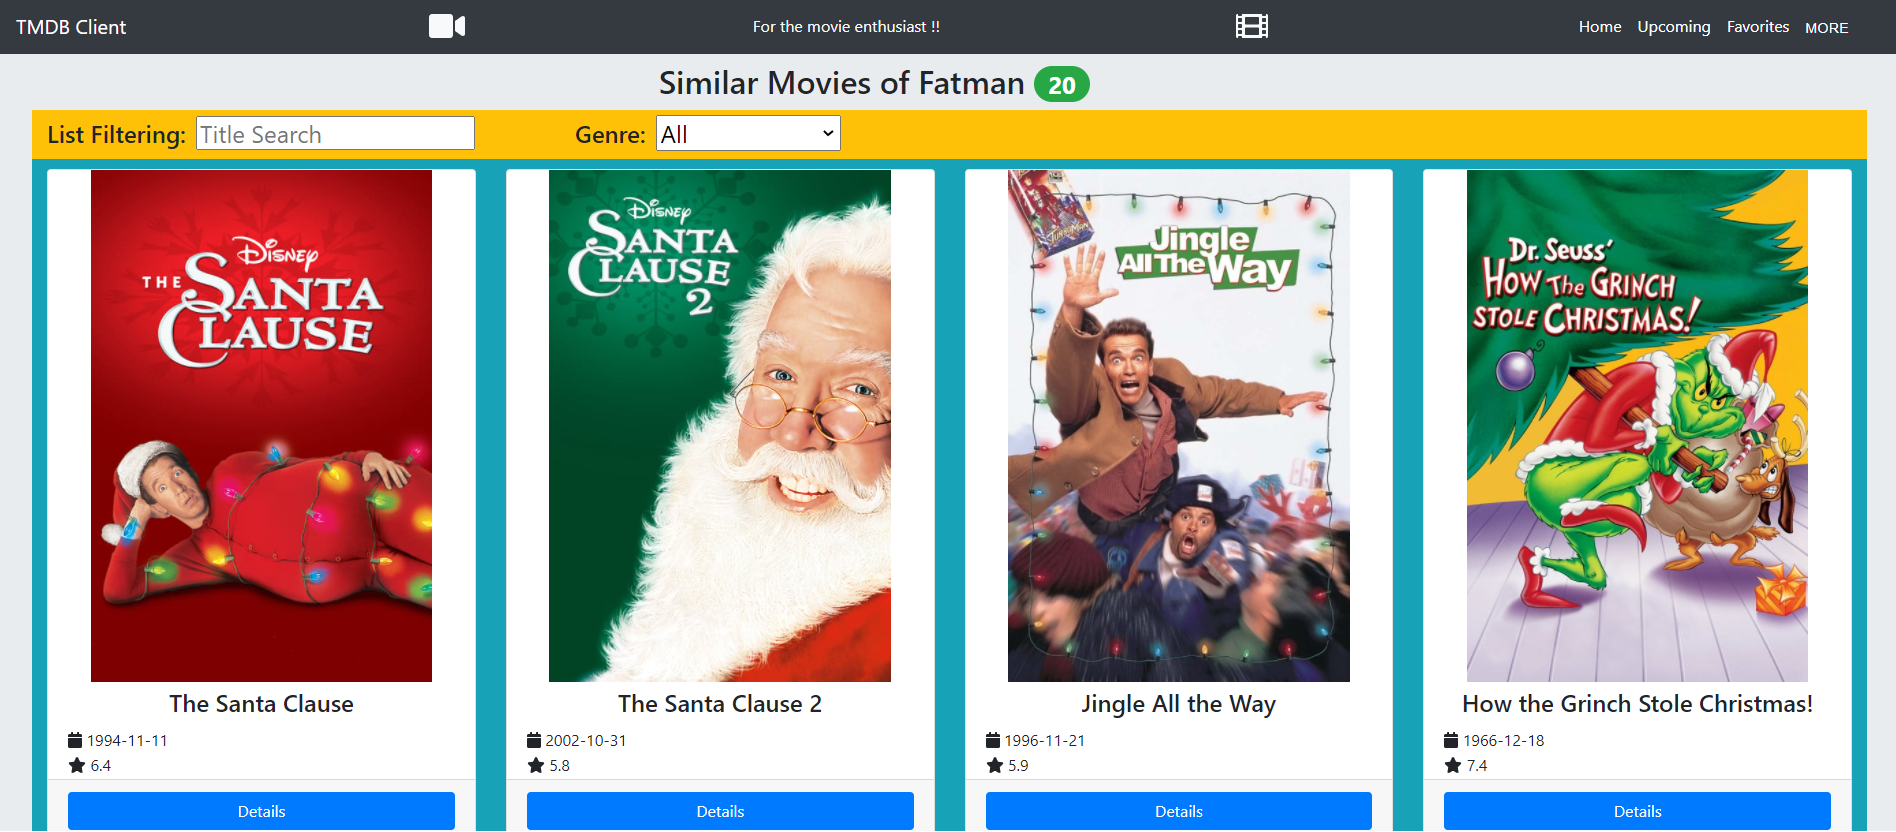 TMDB Client
For the movie enthusiast !!
Home Upcoming Favorites MORE
Similar Movies of Fatman 20
List Filtering: Title Search Genre: All
Disney
THE SANTA CLAUSE
Disney
SANTA CLAUSE 2
TURBOMAN
Jingle All The Way
Dr. Seuss'
HOW THE GRINCH
STOLE CHRISTMAS!
The Santa Clause
1994-11-11
6.4
Details
The Santa Clause 2
2002-10-31
5.8
Details
Jingle All the Way
1996-11-21
5.9
Details
How the Grinch Stole Christmas!
1966-12-18
7.4
Details